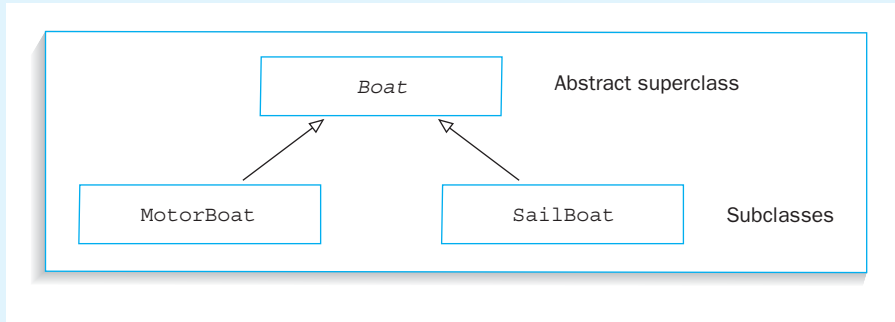 Boat
Abstract superclass
MotorBoat
SailBoat
Subclasses